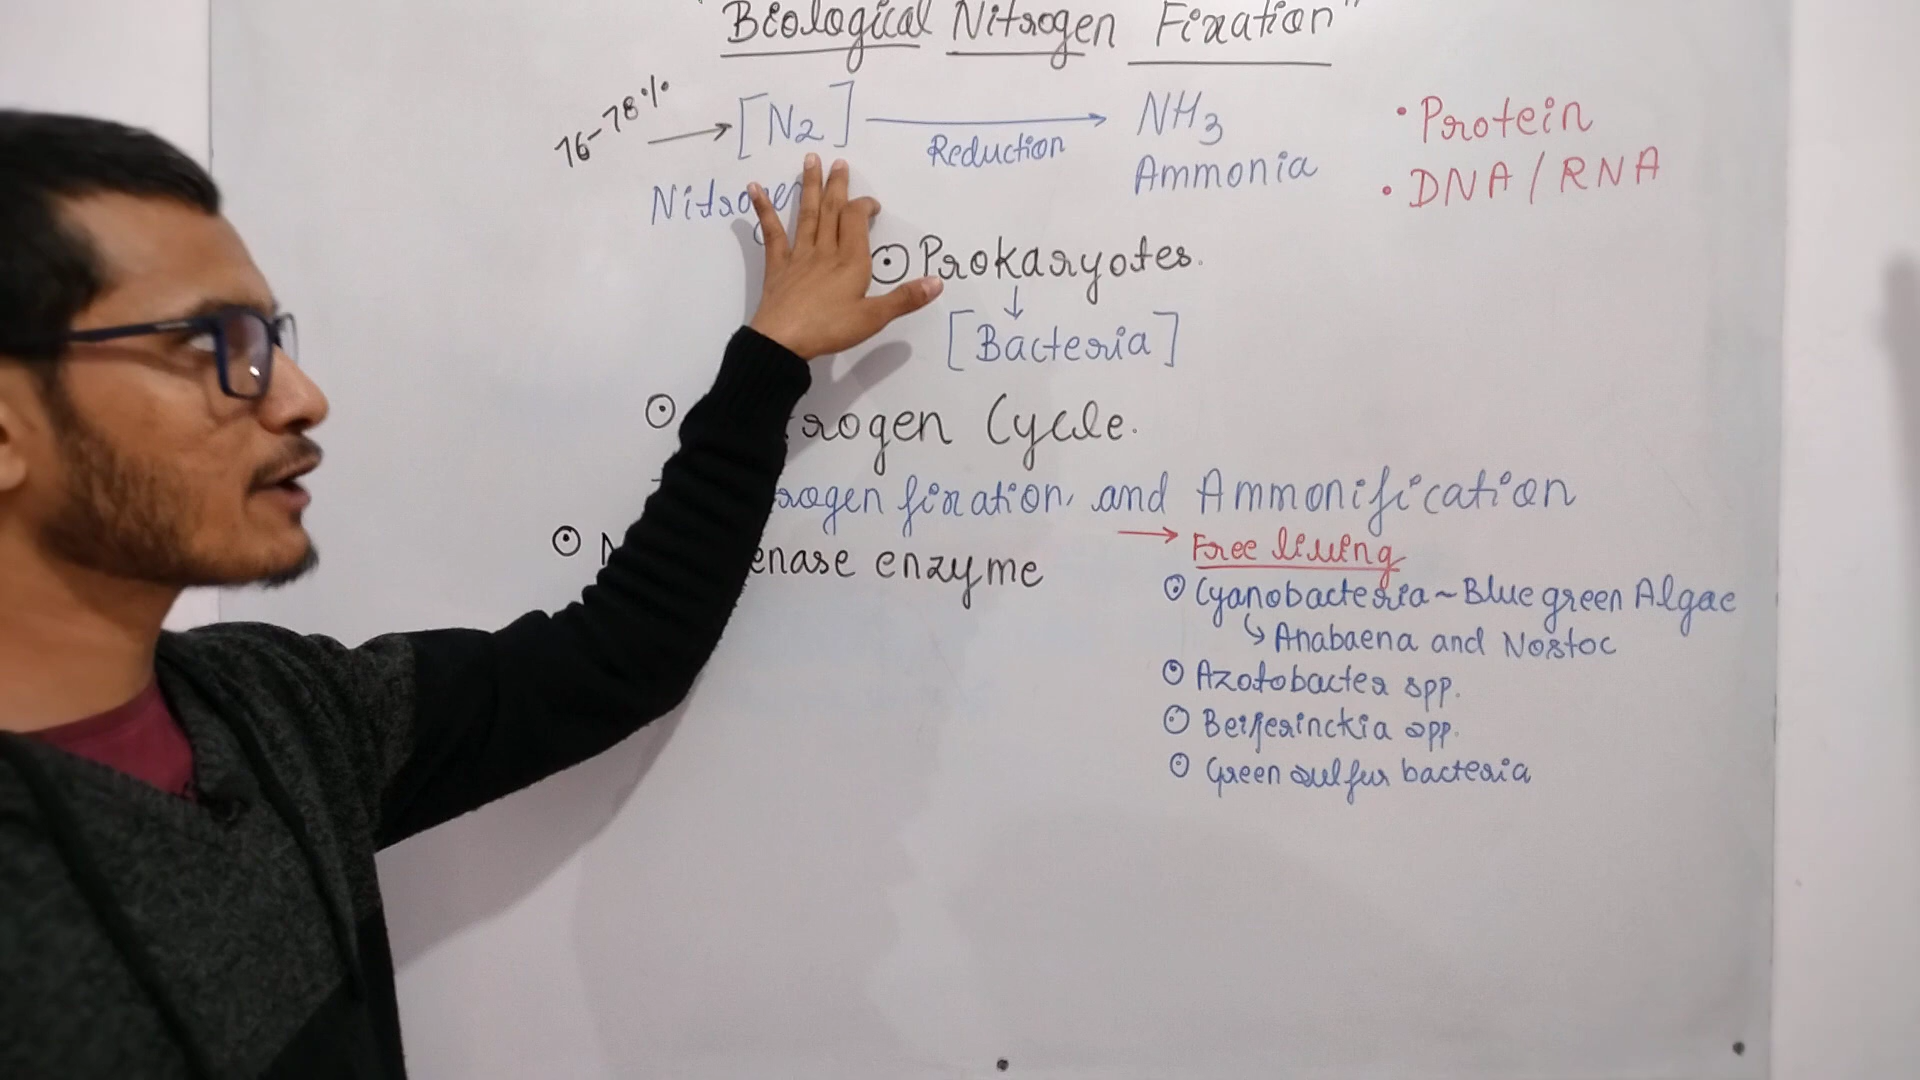 "Biological Nitrogen Fixation"
76-78% → [N2] → NH3
Reduction
Nitrogen
Ammonia
• Protein
• DNA / RNA
⊙ Prokaryotes.
↓
[Bacteria]
⊙ rogen Cycle.
rogen fixation, and Ammonification
⊙ N enase enzyme
→ Free living
⊙ Cyanobacteria ~ Blue green Algae
↳ Anabaena and Nostoc
⊙ Azotobacter spp.
⊙ Beijerinckia spp.
⊙ Green sulfur bacteria